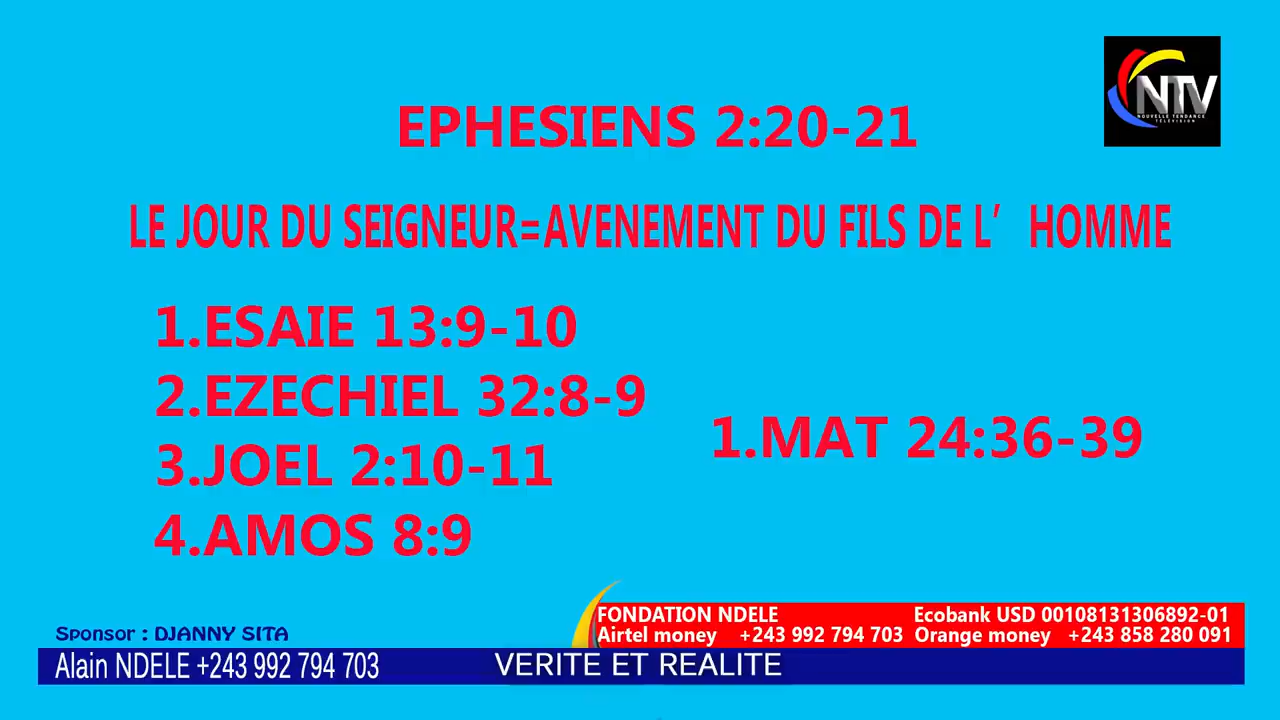 NTV
NOUVELLE TENDANCE
TÉLÉVISION
EPHESIENS 2:20-21
LE JOUR DU SEIGNEUR=AVENEMENT DU FILS DE L’ HOMME
1.ESAIE 13:9-10
2.EZECHIEL 32:8-9
3.JOEL 2:10-11
4.AMOS 8:9
1.MAT 24:36-39
FONDATION NDELE Ecobank USD 00108131306892-01
Airtel money +243 992 794 703 Orange money +243 858 280 091
Sponsor : DJANNY SITA
Alain NDELE +243 992 794 703 VERITE ET REALITE